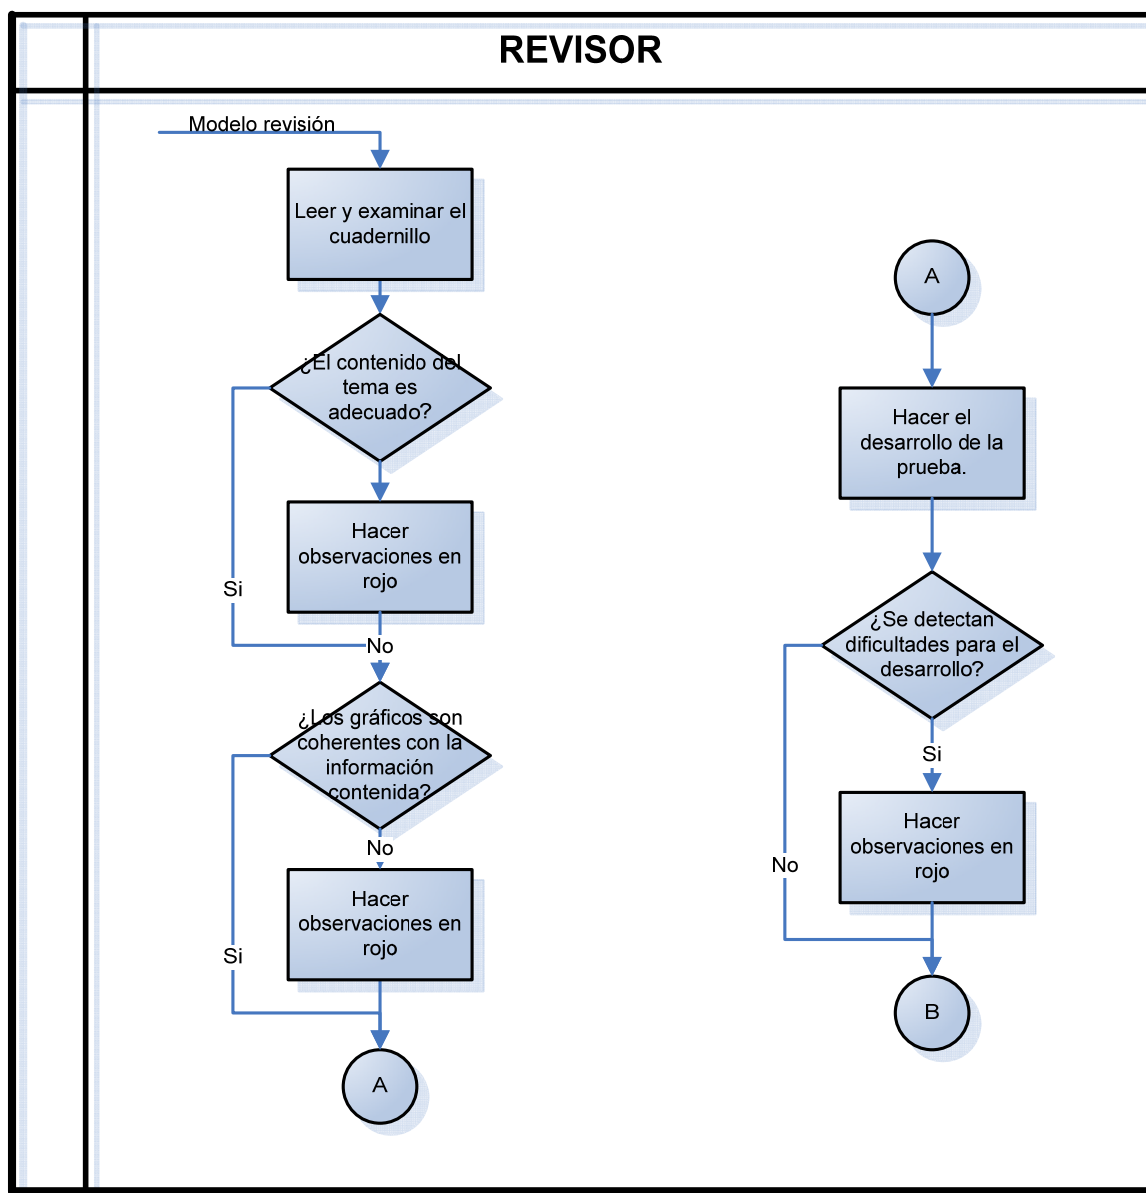 REVISOR
Modelo revisión
Leer y examinar el
cuadernillo
¿El contenido del
tema es
adecuado?
Hacer
observaciones en
rojo
Si
No
¿Los gráficos son
coherentes con la
información
contenida?
No
Hacer
observaciones en
rojo
Si
A
A
Hacer el
desarrollo de la
prueba.
¿Se detectan
dificultades para el
desarrollo?
Si
Hacer
observaciones en
rojo
No
B